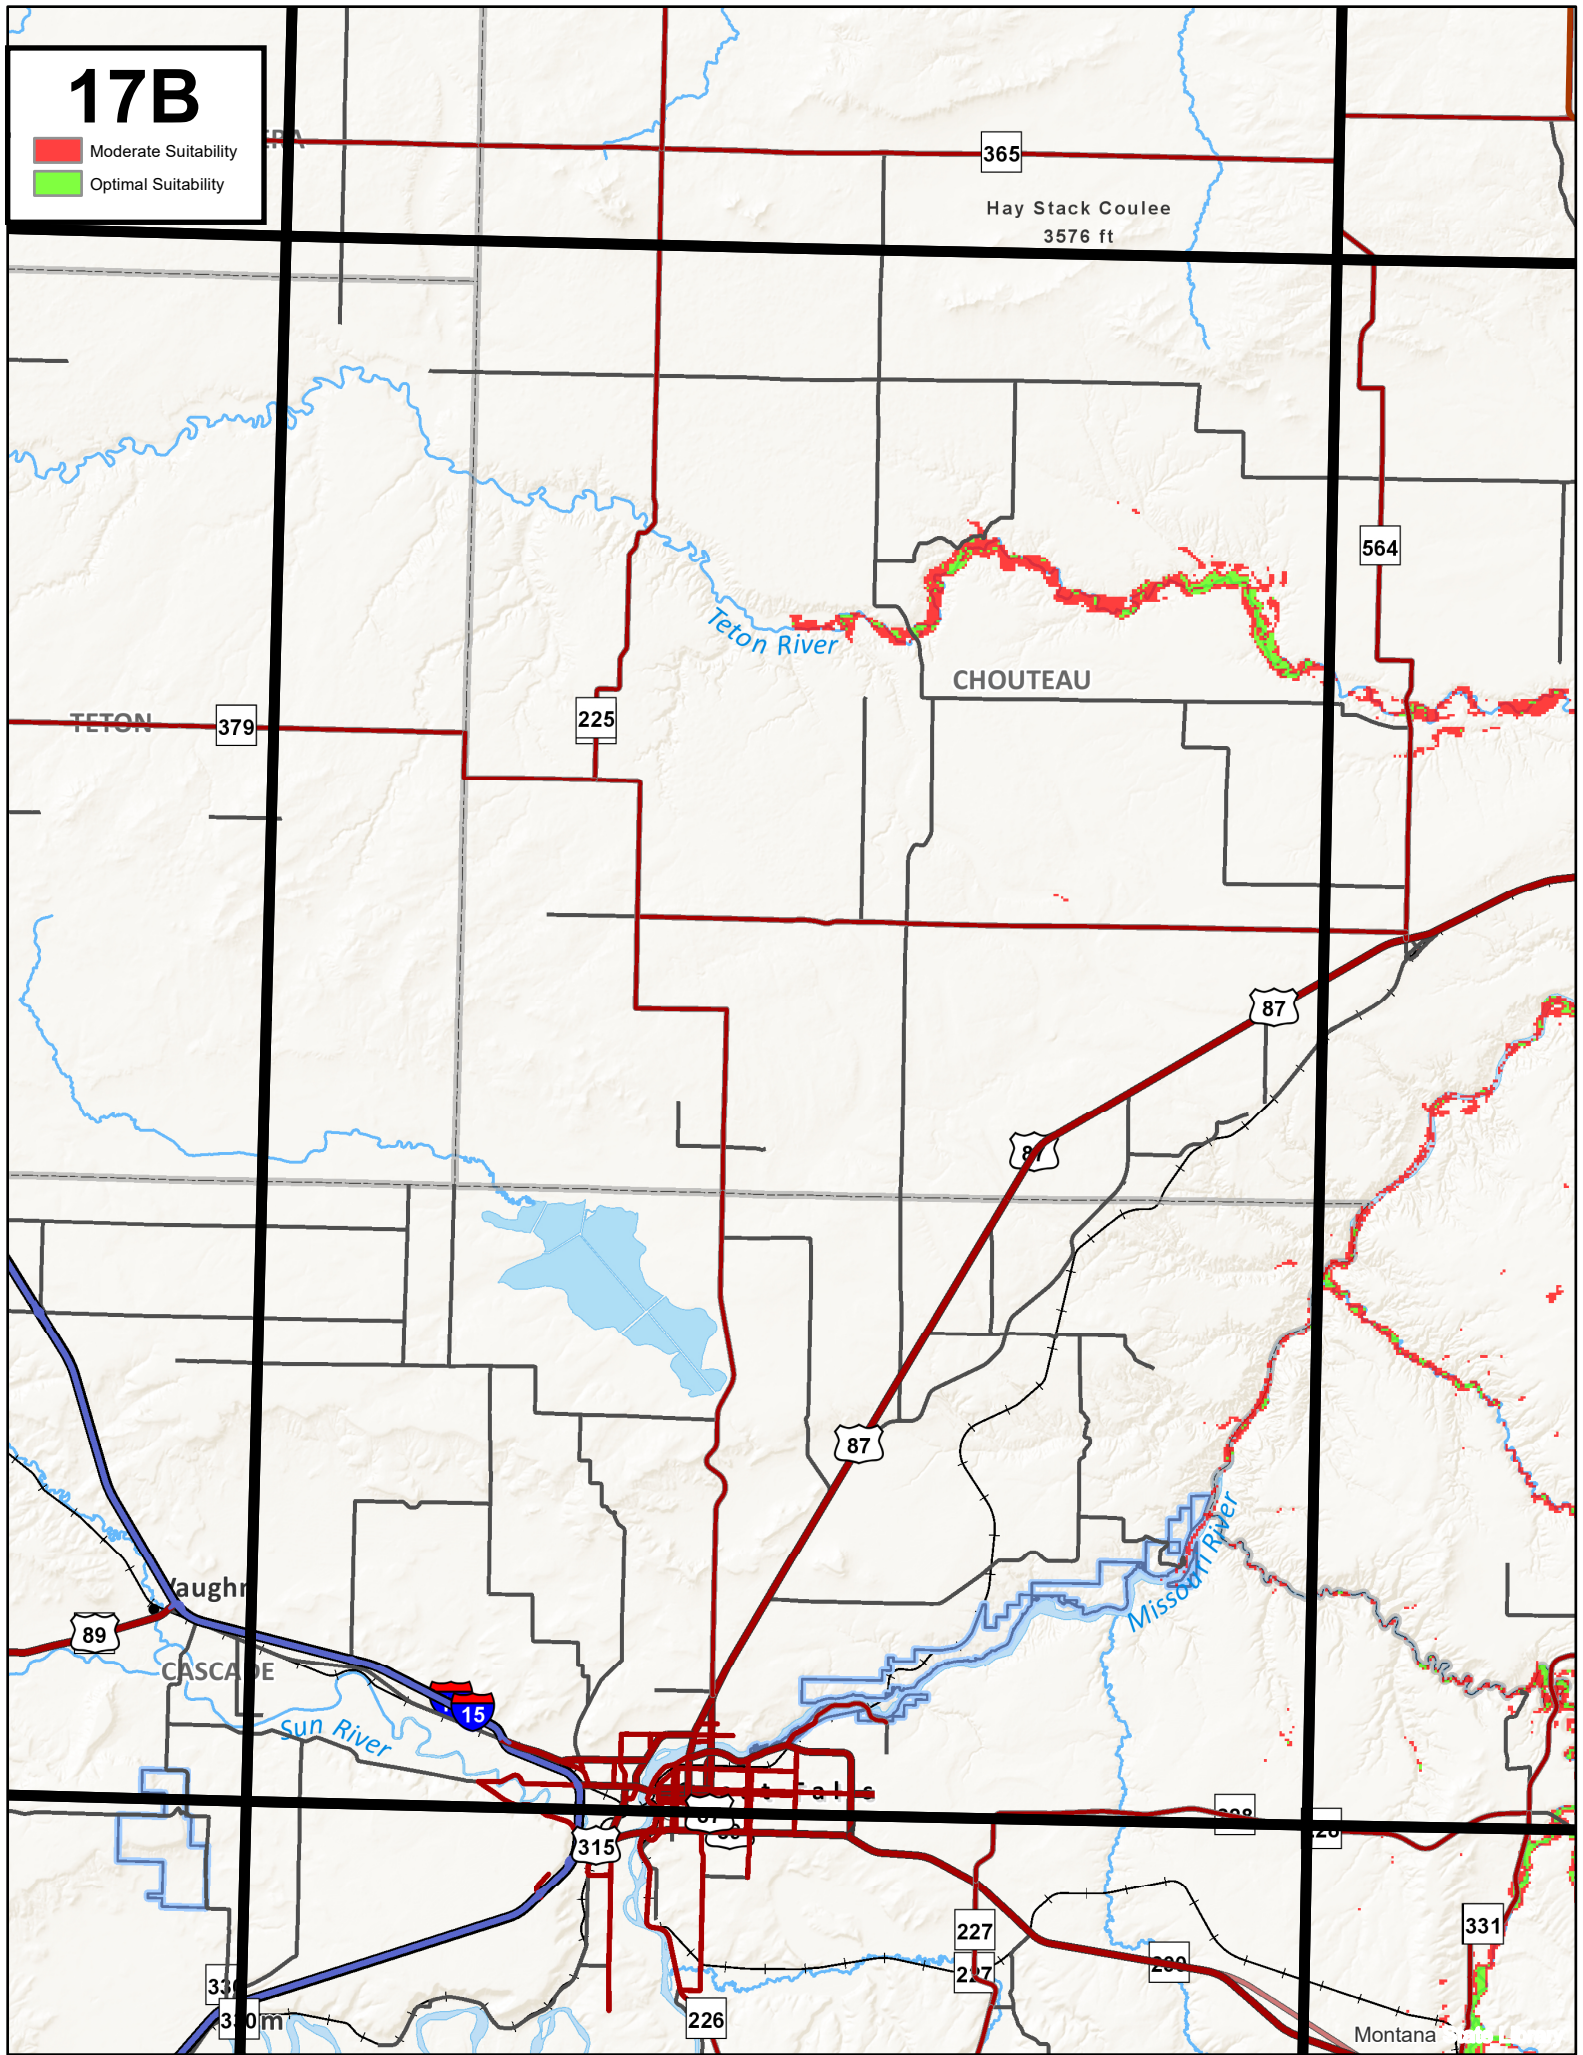 17B
Moderate Suitability
Optimal Suitability
365
Hay Stack Coulee
3576 ft
564
Teton River
CHOUTEAU
TETON
379
225
87
87
87
Missouri River
89
CASCADE
15
Sun River
315
331
227
227
226
Montana